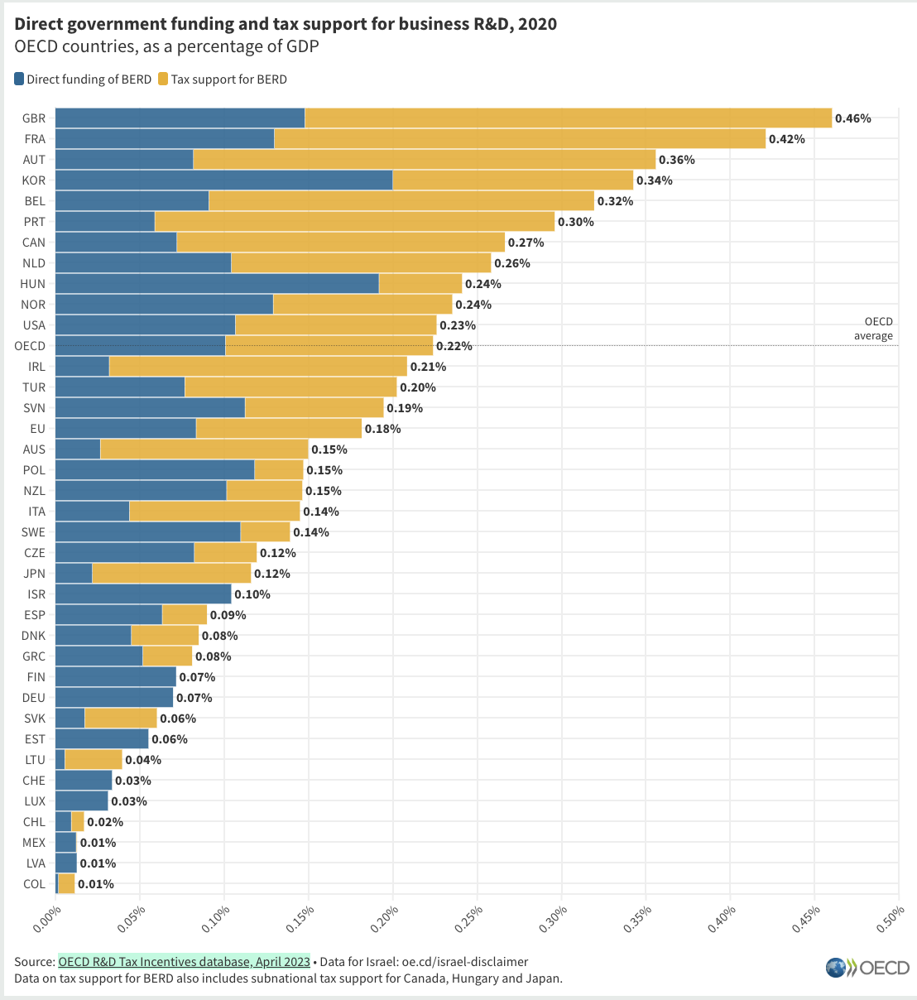 Direct government funding and tax support for business R&D, 2020
OECD countries, as a percentage of GDP
Direct funding of BERD Tax support for BERD
GBR 0.46%
FRA 0.42%
AUT 0.36%
KOR 0.34%
BEL 0.32%
PRT 0.30%
CAN 0.27%
NLD 0.26%
HUN 0.24%
NOR 0.24%
USA 0.23%
OECD
average
OECD 0.22%
IRL 0.21%
TUR 0.20%
SVN 0.19%
EU 0.18%
AUS 0.15%
POL 0.15%
NZL 0.15%
ITA 0.14%
SWE 0.14%
CZE 0.12%
JPN 0.12%
ISR 0.10%
ESP 0.09%
DNK 0.08%
GRC 0.08%
FIN 0.07%
DEU 0.07%
SVK 0.06%
EST 0.06%
LTU 0.04%
CHE 0.03%
LUX 0.03%
CHL 0.02%
MEX 0.01%
LVA 0.01%
COL 0.01%
0.00% 0.05% 0.10% 0.15% 0.20% 0.25% 0.30% 0.35% 0.40% 0.45% 0.50%
Source: OECD R&D Tax Incentives database, April 2023 • Data for Israel: oe.cd/israel-disclaimer
Data on tax support for BERD also includes subnational tax support for Canada, Hungary and Japan.
OECD